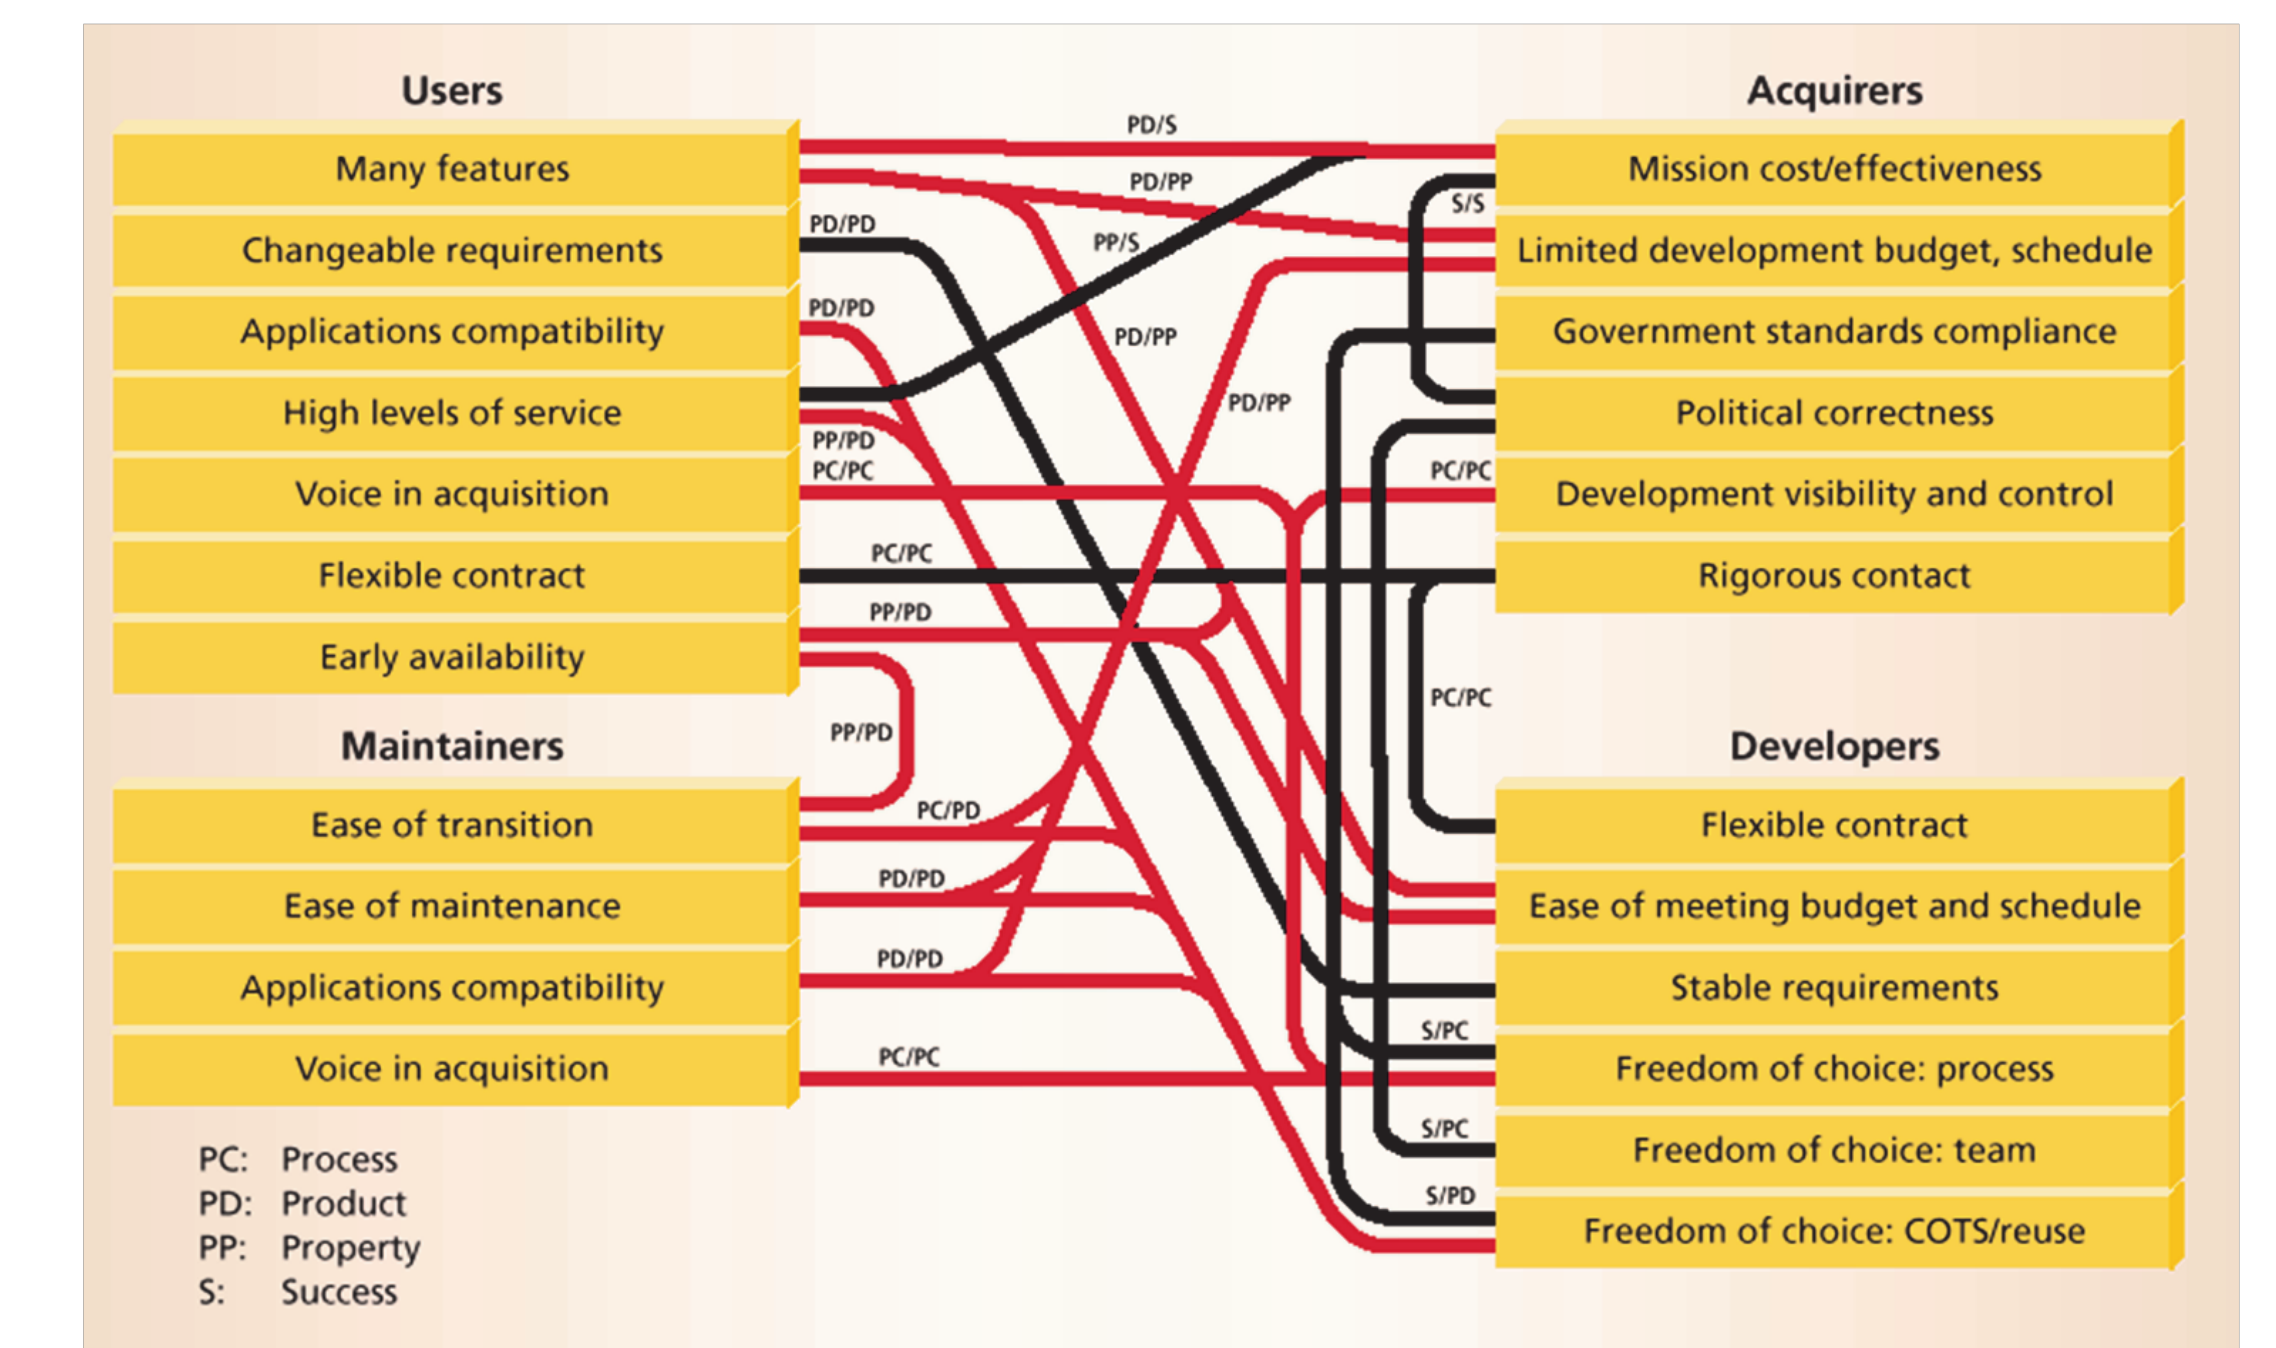 Users
Many features
Changeable requirements
Applications compatibility
High levels of service
Voice in acquisition
Flexible contract
Early availability
Maintainers
Ease of transition
Ease of maintenance
Applications compatibility
Voice in acquisition
PC: Process
PD: Product
PP: Property
S: Success
PD/S
PD/PP
PD/PD
PP/S
PD/PD
PD/PP
PD/PP
PP/PD
PC/PC
PC/PC
PP/PD
PP/PD
PC/PD
PD/PD
PD/PD
PC/PC
S/S
PC/PC
PC/PC
S/PC
S/PC
S/PD
Acquirers
Mission cost/effectiveness
Limited development budget, schedule
Government standards compliance
Political correctness
Development visibility and control
Rigorous contact
Developers
Flexible contract
Ease of meeting budget and schedule
Stable requirements
Freedom of choice: process
Freedom of choice: team
Freedom of choice: COTS/reuse